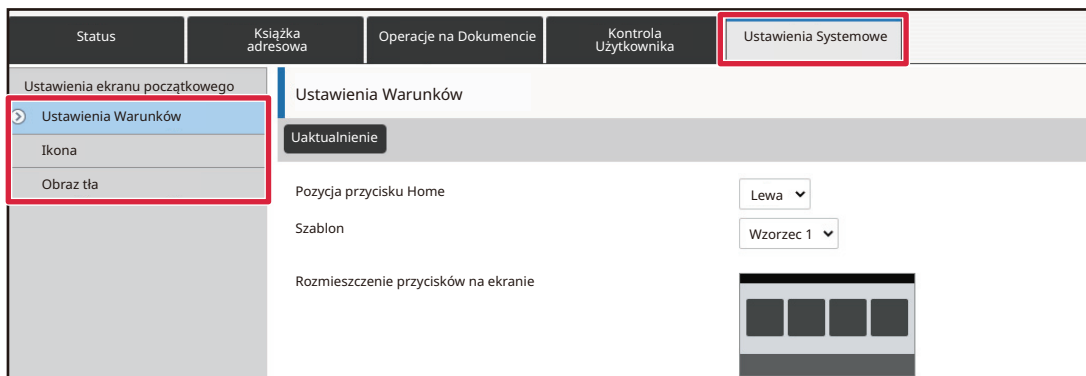 Status
Książka
adresowa
Operacje na Dokumencie
Kontrola
Użytkownika
Ustawienia Systemowe
Ustawienia ekranu początkowego
Ustawienia Warunków
Ikona
Obraz tła
Ustawienia Warunków
Uaktualnienie
Pozycja przycisku Home
Lewa
Szablon
Wzorzec 1
Rozmieszczenie przycisków na ekranie